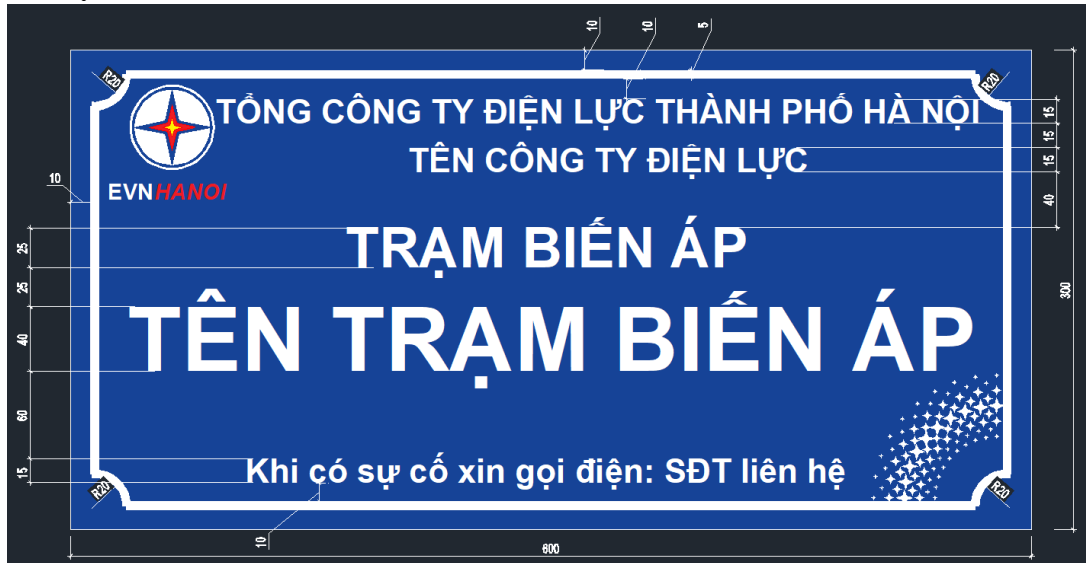 10
10
5
R20
R20
TỔNG CÔNG TY ĐIỆN LỰC THÀNH PHỐ HÀ NỘI
15
15
TÊN CÔNG TY ĐIỆN LỰC
15
10
EVNHANOI
40
25
TRẠM BIẾN ÁP
25
300
40
TÊN TRẠM BIẾN ÁP
60
15
Khi có sự cố xin gọi điện: SĐT liên hệ
R20
R20
10
600